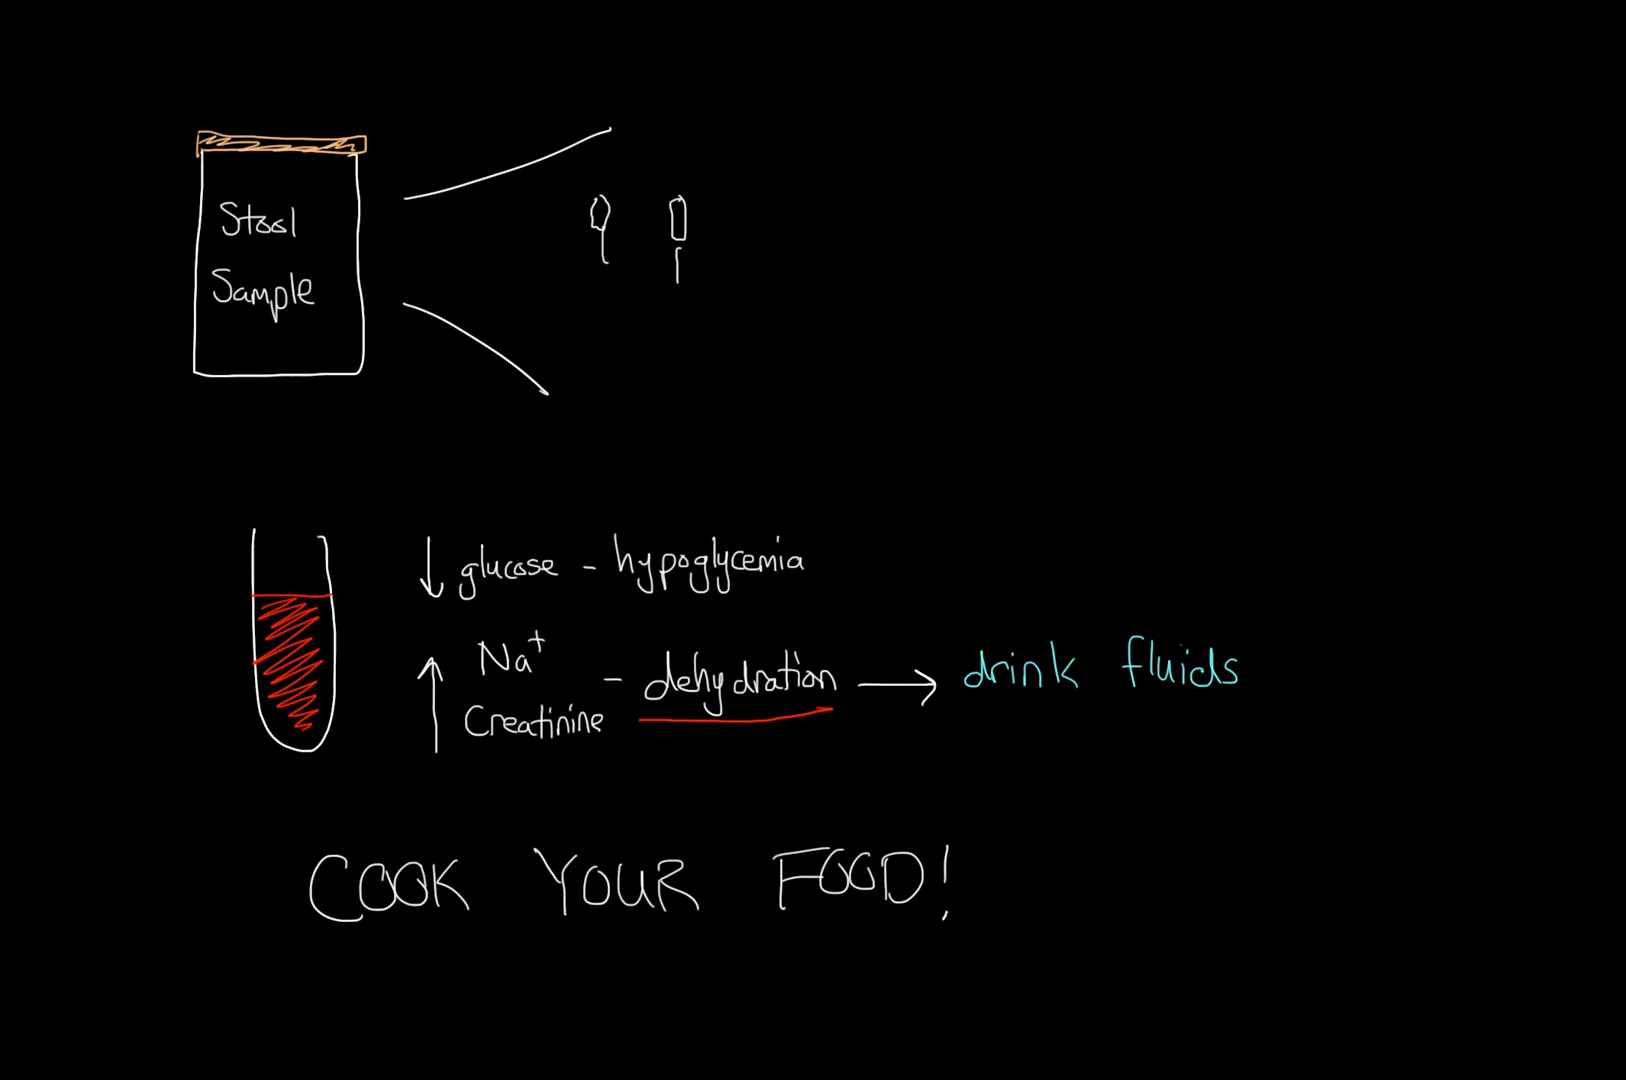 Stool
Sample
↓ glucose - hypoglycemia
↑ Na⁺
Creatinine - dehydration → drink fluids
COOK YOUR FOOD!